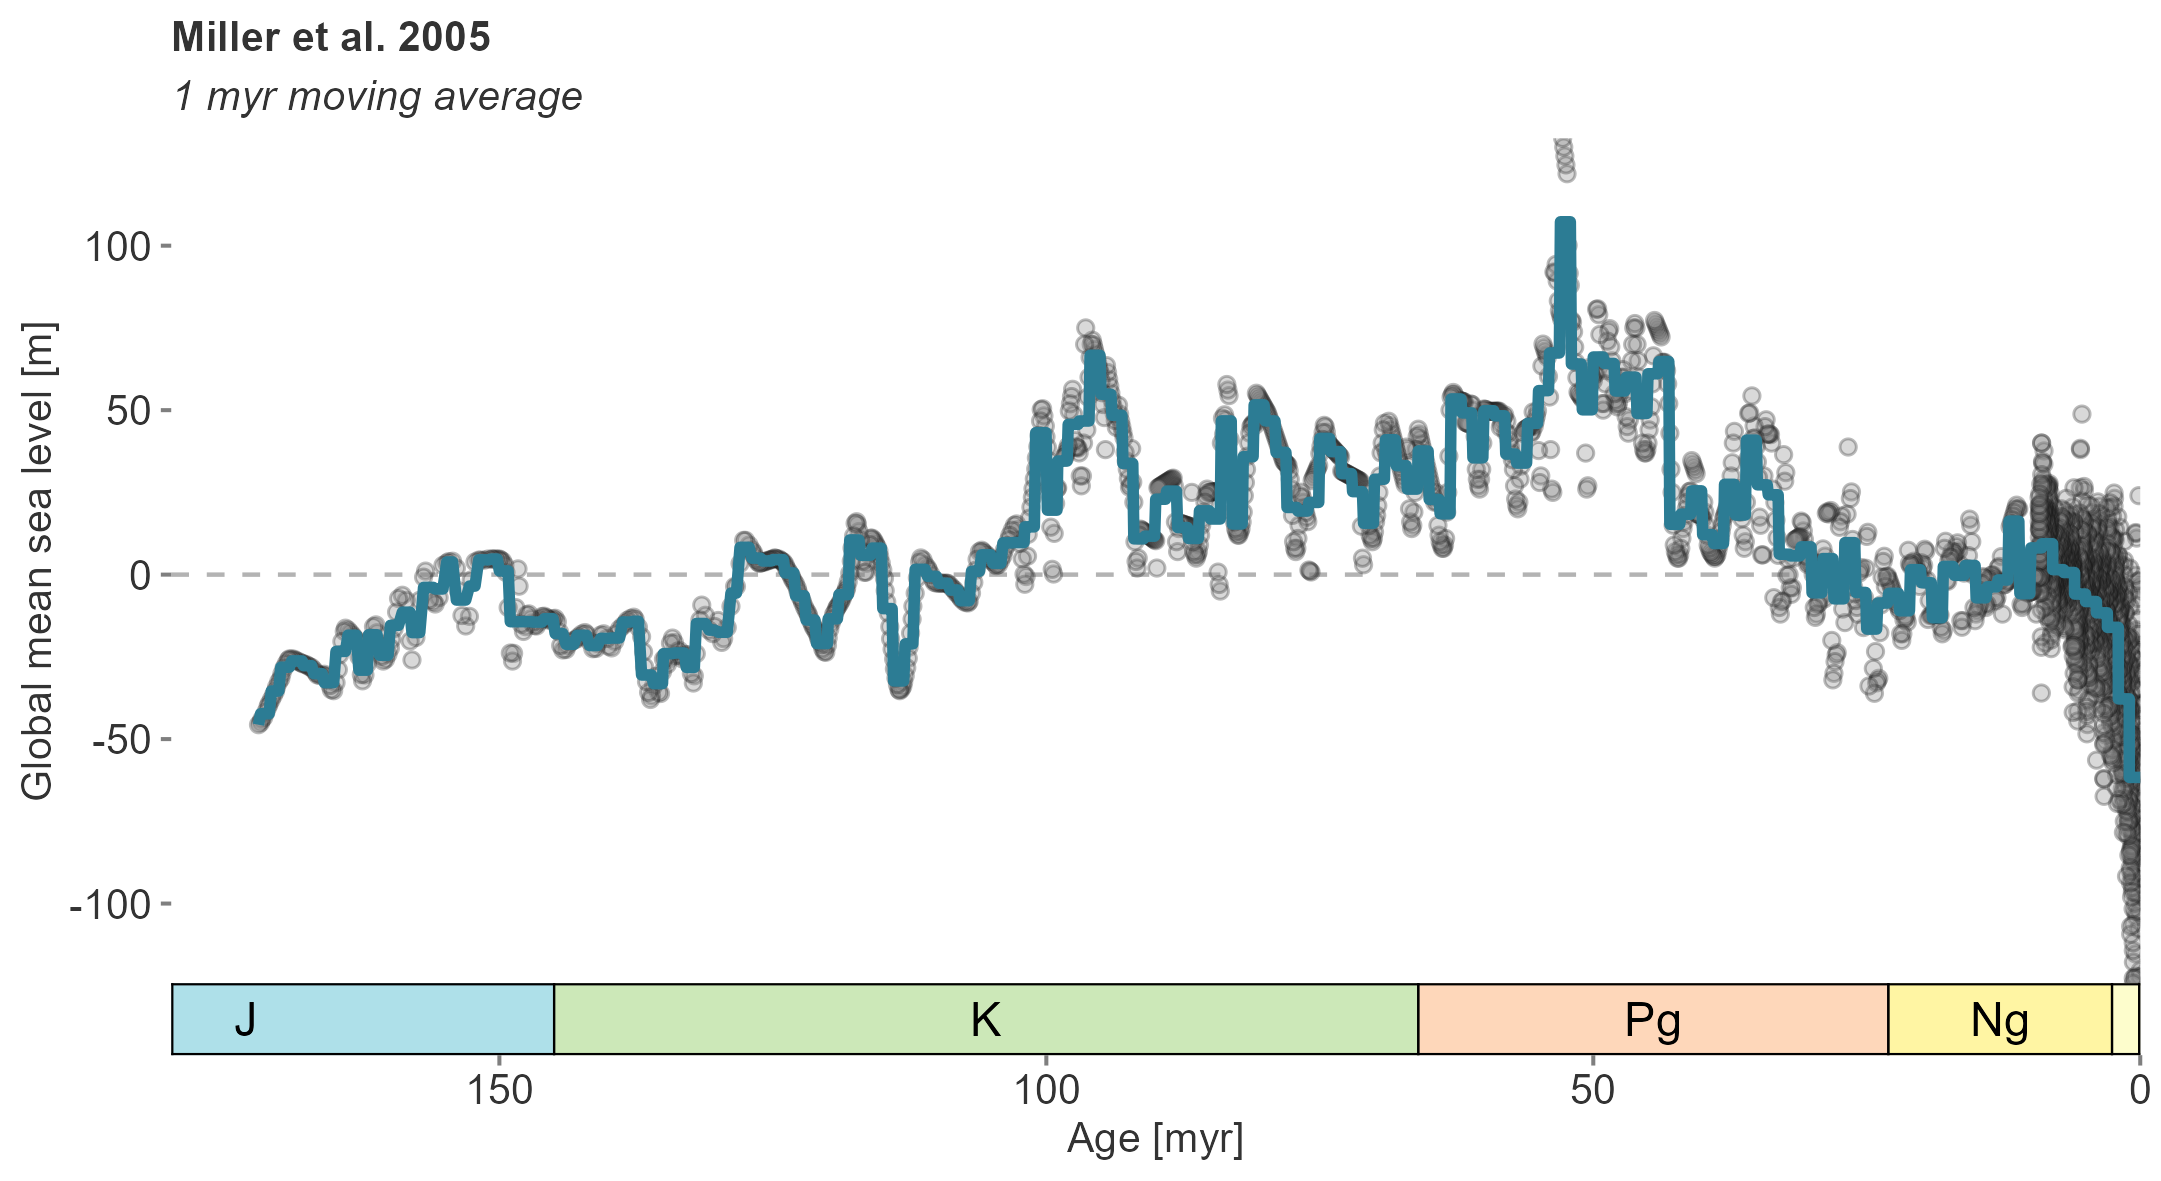 Miller et al. 2005
1 myr moving average
Global mean sea level [m]
100
50
0
-50
-100
J
K
Pg
Ng
150
100
50
0
Age [myr]